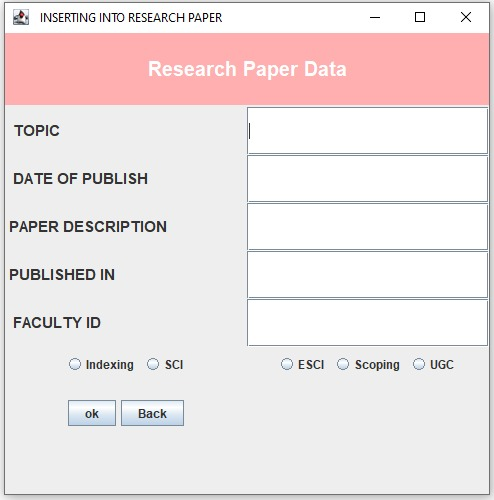 INSERTING INTO RESEARCH PAPER
Research Paper Data
TOPIC
DATE OF PUBLISH
PAPER DESCRIPTION
PUBLISHED IN
FACULTY ID
Indexing SCI ESCI Scoping UGC
ok Back